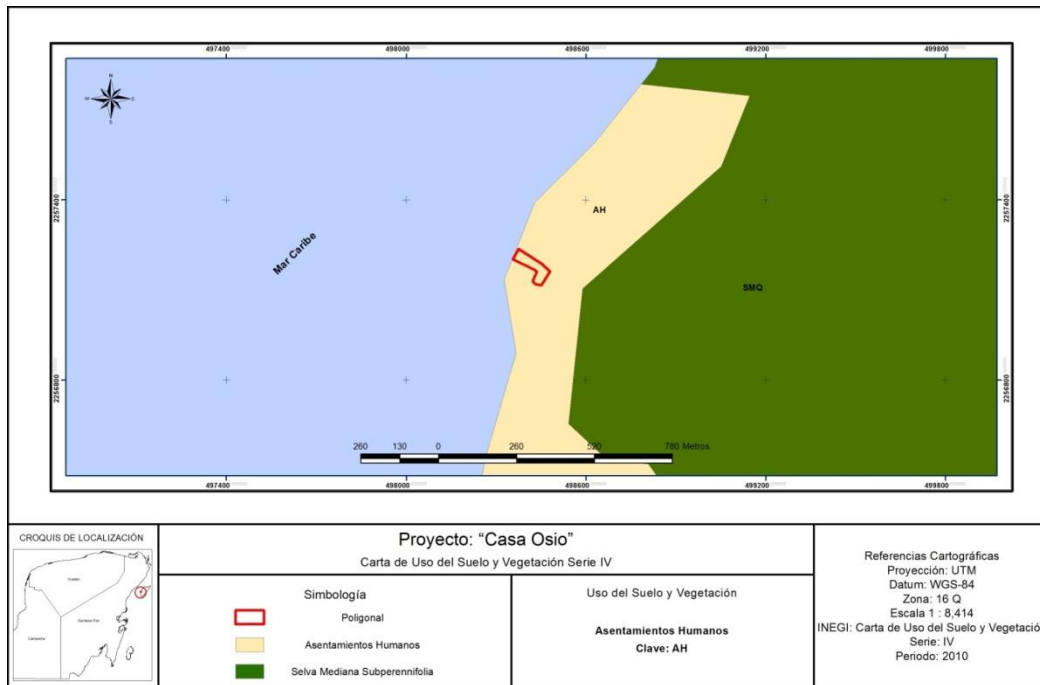 497400 498000 498600 499200 499800
N
W E
S
2257400 2257400
AH
Mar Caribe
SMQ
2256800 2256800
260 130 0 260 520 780 Metros
497400 498000 498600 499200 499800
CROQUIS DE LOCALIZACIÓN
Yucatán
Campeche
Quintana Roo
Proyecto: “Casa Osio”
Carta de Uso del Suelo y Vegetación Serie IV
Simbología
Poligonal
Asentamientos Humanos
Selva Mediana Subperennifolia
Uso del Suelo y Vegetación
Asentamientos Humanos
Clave: AH
Referencias Cartográficas
Proyección: UTM
Datum: WGS-84
Zona: 16 Q
Escala 1 : 8,414
INEGI: Carta de Uso del Suelo y Vegetació
Serie: IV
Periodo: 2010